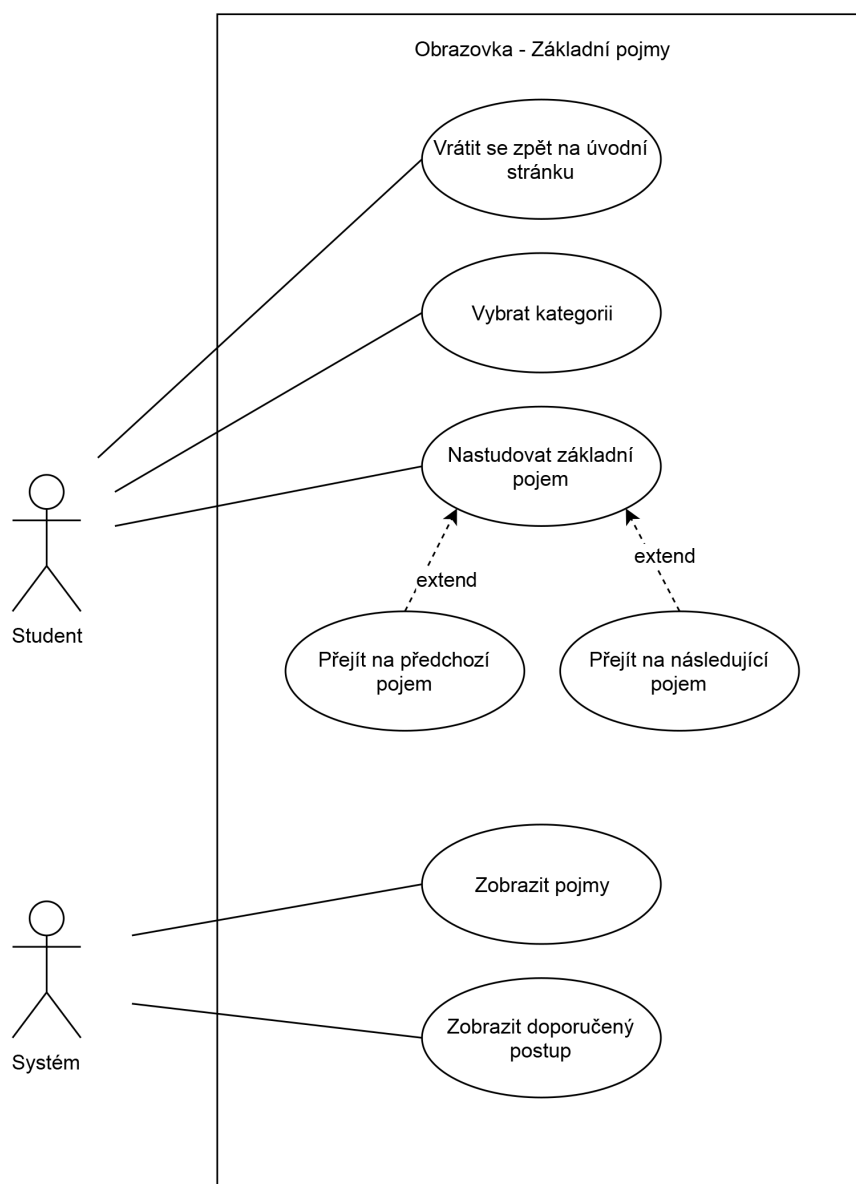 Obrazovka - Základní pojmy
Vrátit se zpět na úvodní
stránku
Vybrat kategorii
Nastudovat základní
pojem
extend
extend
Student
Přejít na předchozí
pojem
Přejít na následující
pojem
Zobrazit pojmy
Zobrazit doporučený
postup
Systém